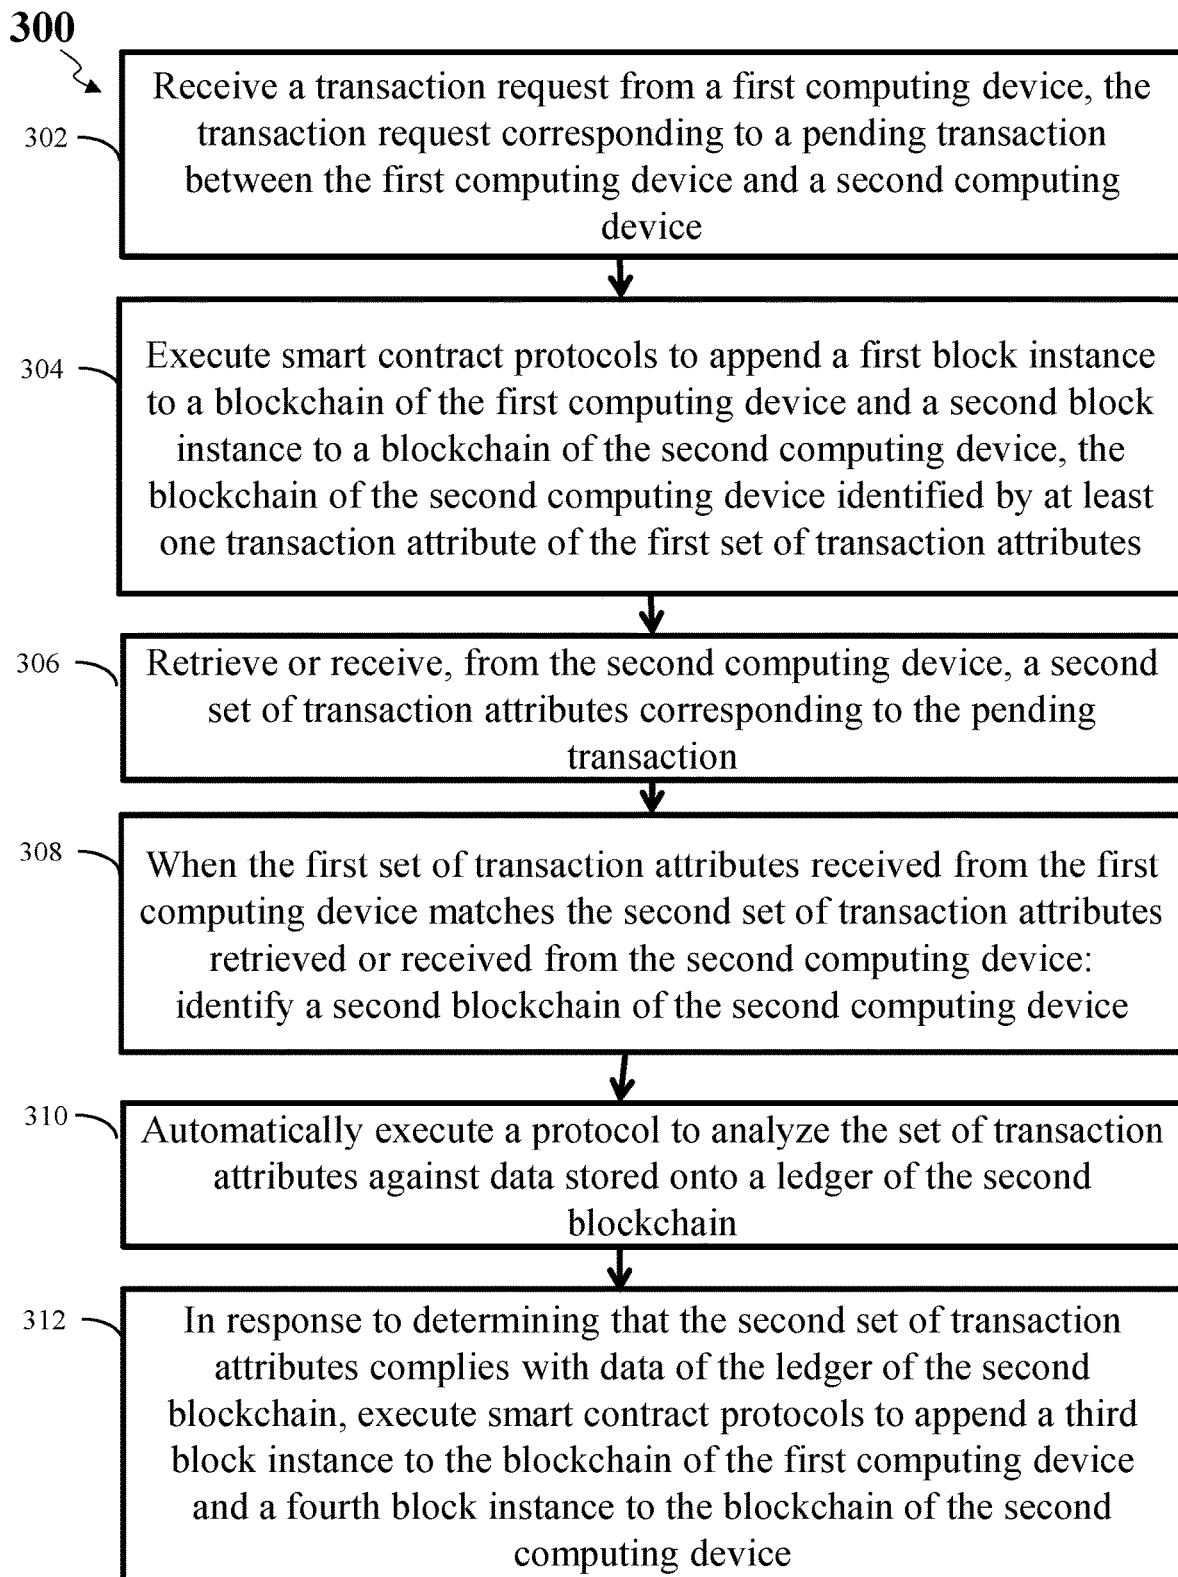 300
302
Receive a transaction request from a first computing device, the
transaction request corresponding to a pending transaction
between the first computing device and a second computing
device
304
Execute smart contract protocols to append a first block instance
to a blockchain of the first computing device and a second block
instance to a blockchain of the second computing device, the
blockchain of the second computing device identified by at least
one transaction attribute of the first set of transaction attributes
306
Retrieve or receive, from the second computing device, a second
set of transaction attributes corresponding to the pending
transaction
308
When the first set of transaction attributes received from the first
computing device matches the second set of transaction attributes
retrieved or received from the second computing device:
identify a second blockchain of the second computing device
310
Automatically execute a protocol to analyze the set of transaction
attributes against data stored onto a ledger of the second
blockchain
312
In response to determining that the second set of transaction
attributes complies with data of the ledger of the second
blockchain, execute smart contract protocols to append a third
block instance to the blockchain of the first computing device
and a fourth block instance to the blockchain of the second
computing device